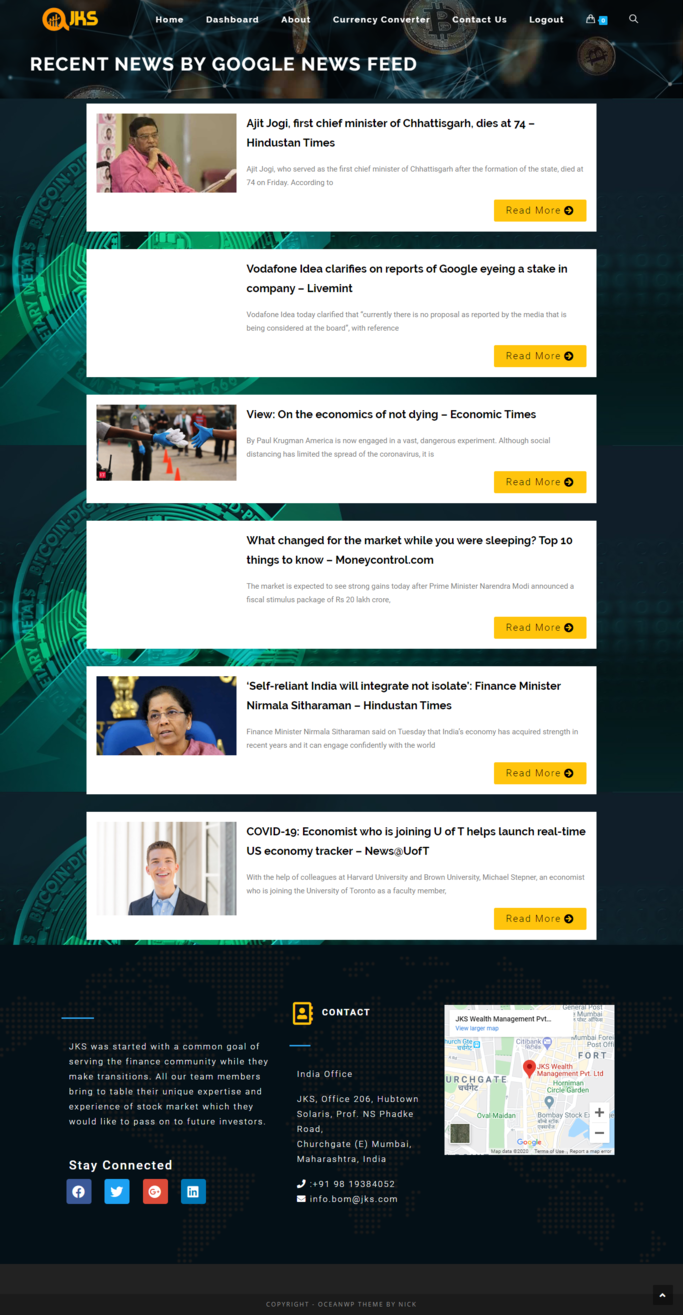 JKS
Home Dashboard About Currency Converter Contact Us Logout 0
RECENT NEWS BY GOOGLE NEWS FEED
Ajit Jogi, first chief minister of Chhattisgarh, dies at 74 –
Hindustan Times
Ajit Jogi, who served as the first chief minister of Chhattisgarh after the formation of the state, died at
74 on Friday. According to
Read More
Vodafone Idea clarifies on reports of Google eyeing a stake in
company – Livemint
Vodafone Idea today clarified that “currently there is no proposal as reported by the media that is
being considered at the board”, with reference
Read More
View: On the economics of not dying – Economic Times
By Paul Krugman America is now engaged in a vast, dangerous experiment. Although social
distancing has limited the spread of the coronavirus, it is
Read More
What changed for the market while you were sleeping? Top 10
things to know – Moneycontrol.com
The market is expected to see strong gains today after Prime Minister Narendra Modi announced a
fiscal stimulus package of Rs 20 lakh crore,
Read More
‘Self-reliant India will integrate not isolate’: Finance Minister
Nirmala Sitharaman – Hindustan Times
Finance Minister Nirmala Sitharaman said on Tuesday that India’s economy has acquired strength in
recent years and it can engage confidently with the world
Read More
COVID-19: Economist who is joining U of T helps launch real-time
US economy tracker – News@UofT
With the help of colleagues at Harvard University and Brown University, Michael Stepner, an economist
who is joining the University of Toronto as a faculty member,
Read More
BITCOIN·DIG
ETARY METALS
JKS was started with a common goal of
serving the finance community while they
make transitions. All our team members
bring to table their unique expertise and
experience of stock market which they
would like to pass on to future investors.
Stay Connected
CONTACT
India Office
JKS, Office 206, Hubtown
Solaris, Prof. NS Phadke
Road,
Churchgate (E) Mumbai,
Maharashtra, India
:+91 98 19384052
info.bom@jks.com
JKS Wealth Management Pvt...
View larger map
General Post
Mumbai
Citibank
Mumbai Forei
Post Offi
FORT
JKS Wealth
Management Pvt. Ltd
URCHGATE
चर्चगेट
Horniman
Circle Garden
Oval Maidan
Bombay Stock E
Google
Map data ©2020 Terms of Use Report a map error
COPYRIGHT - OCEANWP THEME BY NICK